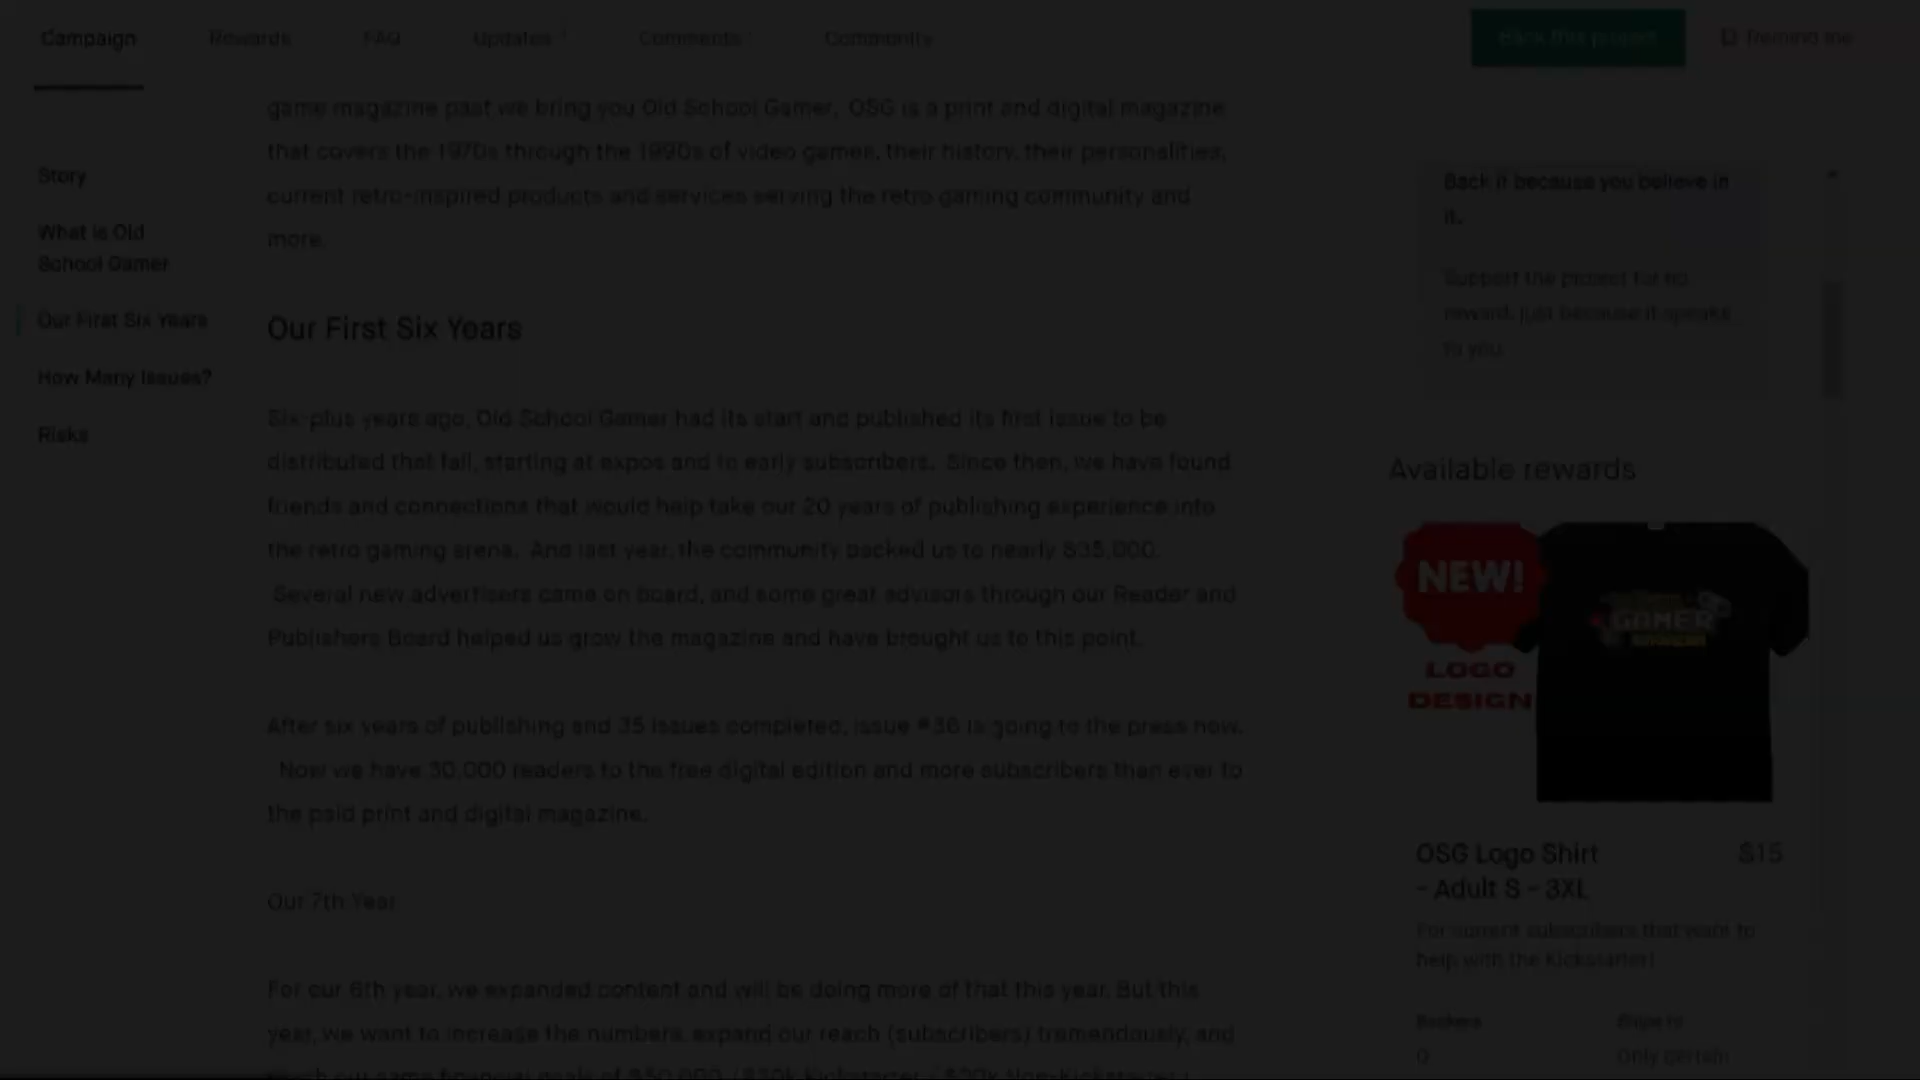 Campaign
Rewards
FAQ
Updates
Comments
Community
Back this project
Remind me
Story
What is Old
School Gamer
Our First Six Years
How Many Issues?
Risks
game magazine past we bring you Old School Gamer. OSG is a print and digital magazine
that covers the 1970s through the 1990s of video games, their history, their personalities,
current retro-inspired products and services serving the retro gaming community and
more.
Our First Six Years
Six-plus years ago, Old School Gamer had its start and published its first issue to be
distributed that fall, starting at expos and to early subscribers. Since then, we have found
friends and connections that would help take our 20 years of publishing experience into
the retro gaming arena. And last year, the community backed us to nearly $35,000.
Several new advertisers came on board, and some great advisors through our Reader and
Publishers Board helped us grow the magazine and have brought us to this point.
After six years of publishing and 35 issues completed, issue #36 is going to the press now.
Now we have 30,000 readers to the free digital edition and more subscribers than ever to
the paid print and digital magazine.
Our 7th Year
For our 6th year, we expanded content and will be doing more of that this year. But this
year, we want to increase the numbers, expand our reach (subscribers) tremendously, and
Back it because you believe in
it.
Support the project for no
reward, just because it speaks
to you.
Available rewards
NEW!
LOGO
DESIGN
GAMER
OSG Logo Shirt
- Adult S - 3XL
$15
For current subscribers that want to
help with the Kickstarter!
Backers
0
Ships to
Only certain